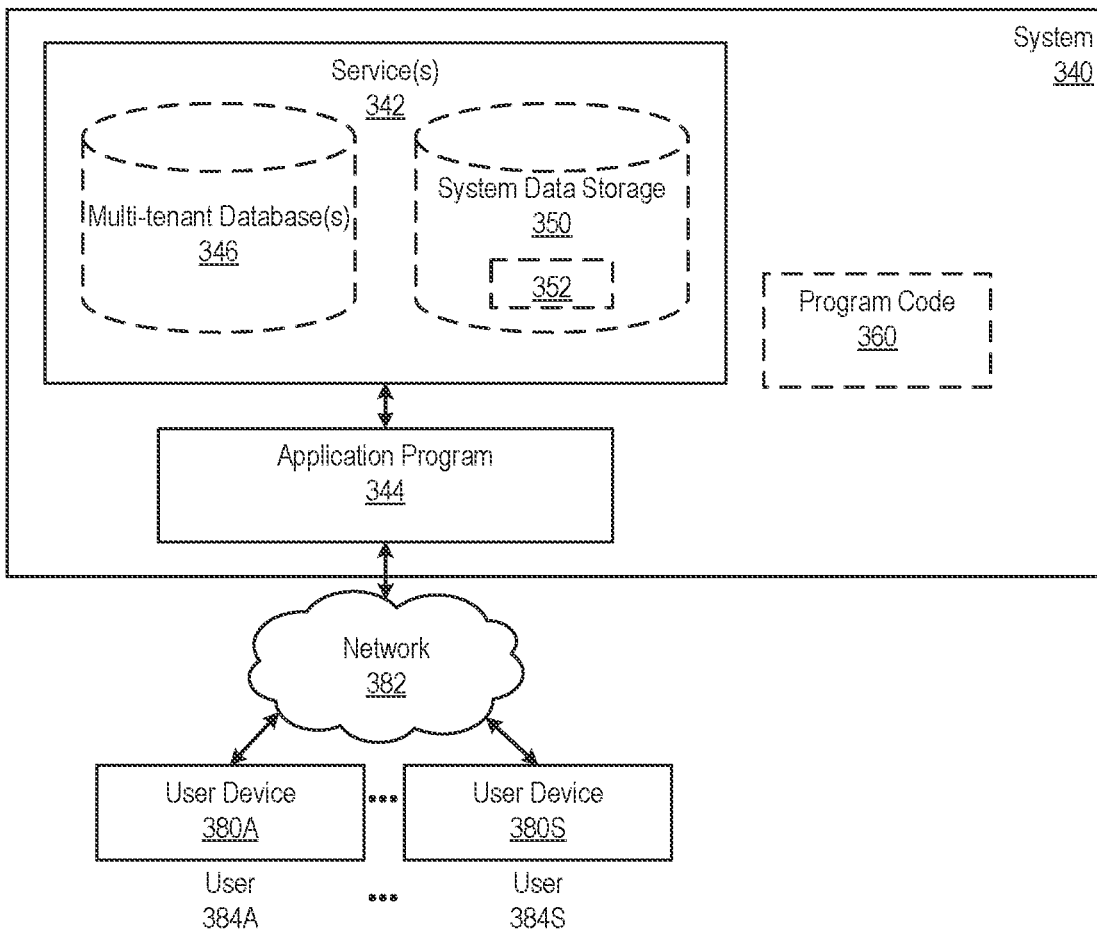 System
340
Service(s)
342
Multi-tenant Database(s)
346
System Data Storage
350
352
Program Code
360
Application Program
344
Network
382
User Device
380A
User Device
380S
User
384A
User
384S